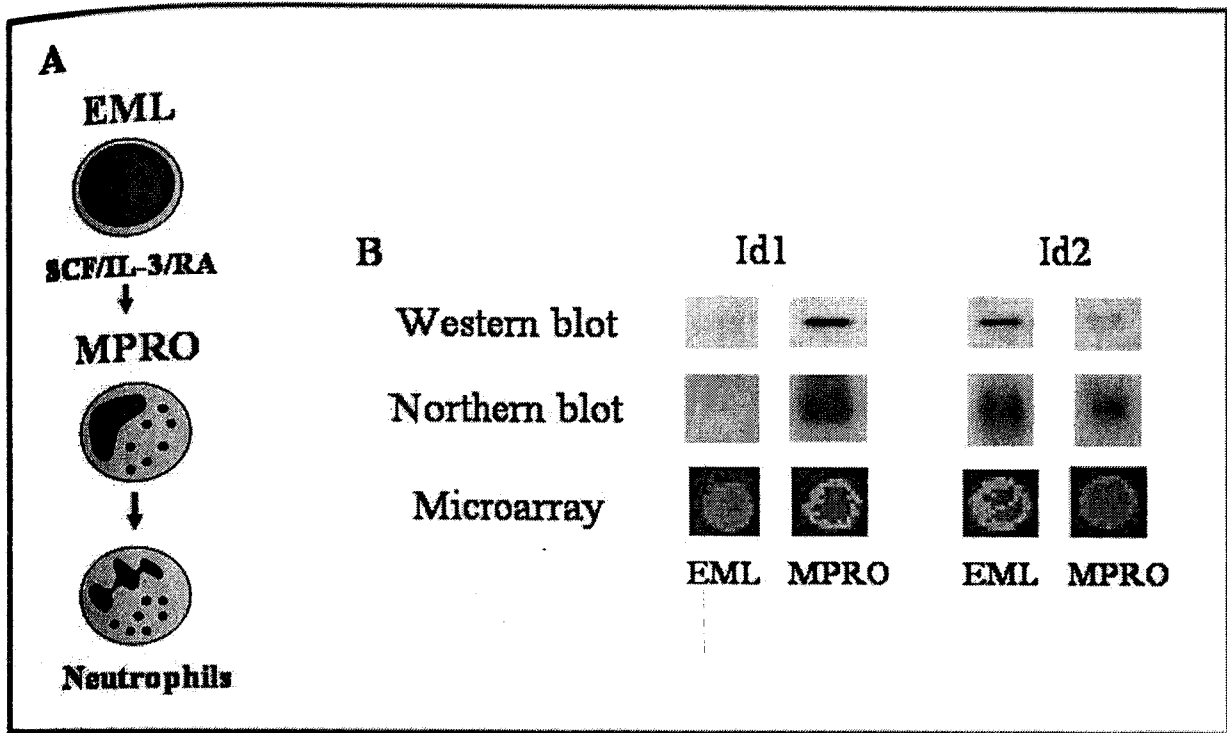 A
EML
SCF/IL-3/RA
MPRO
Neutrophils
B
Id1 Id2
Western blot
Northern blot
Microarray
EML MPRO EML MPRO